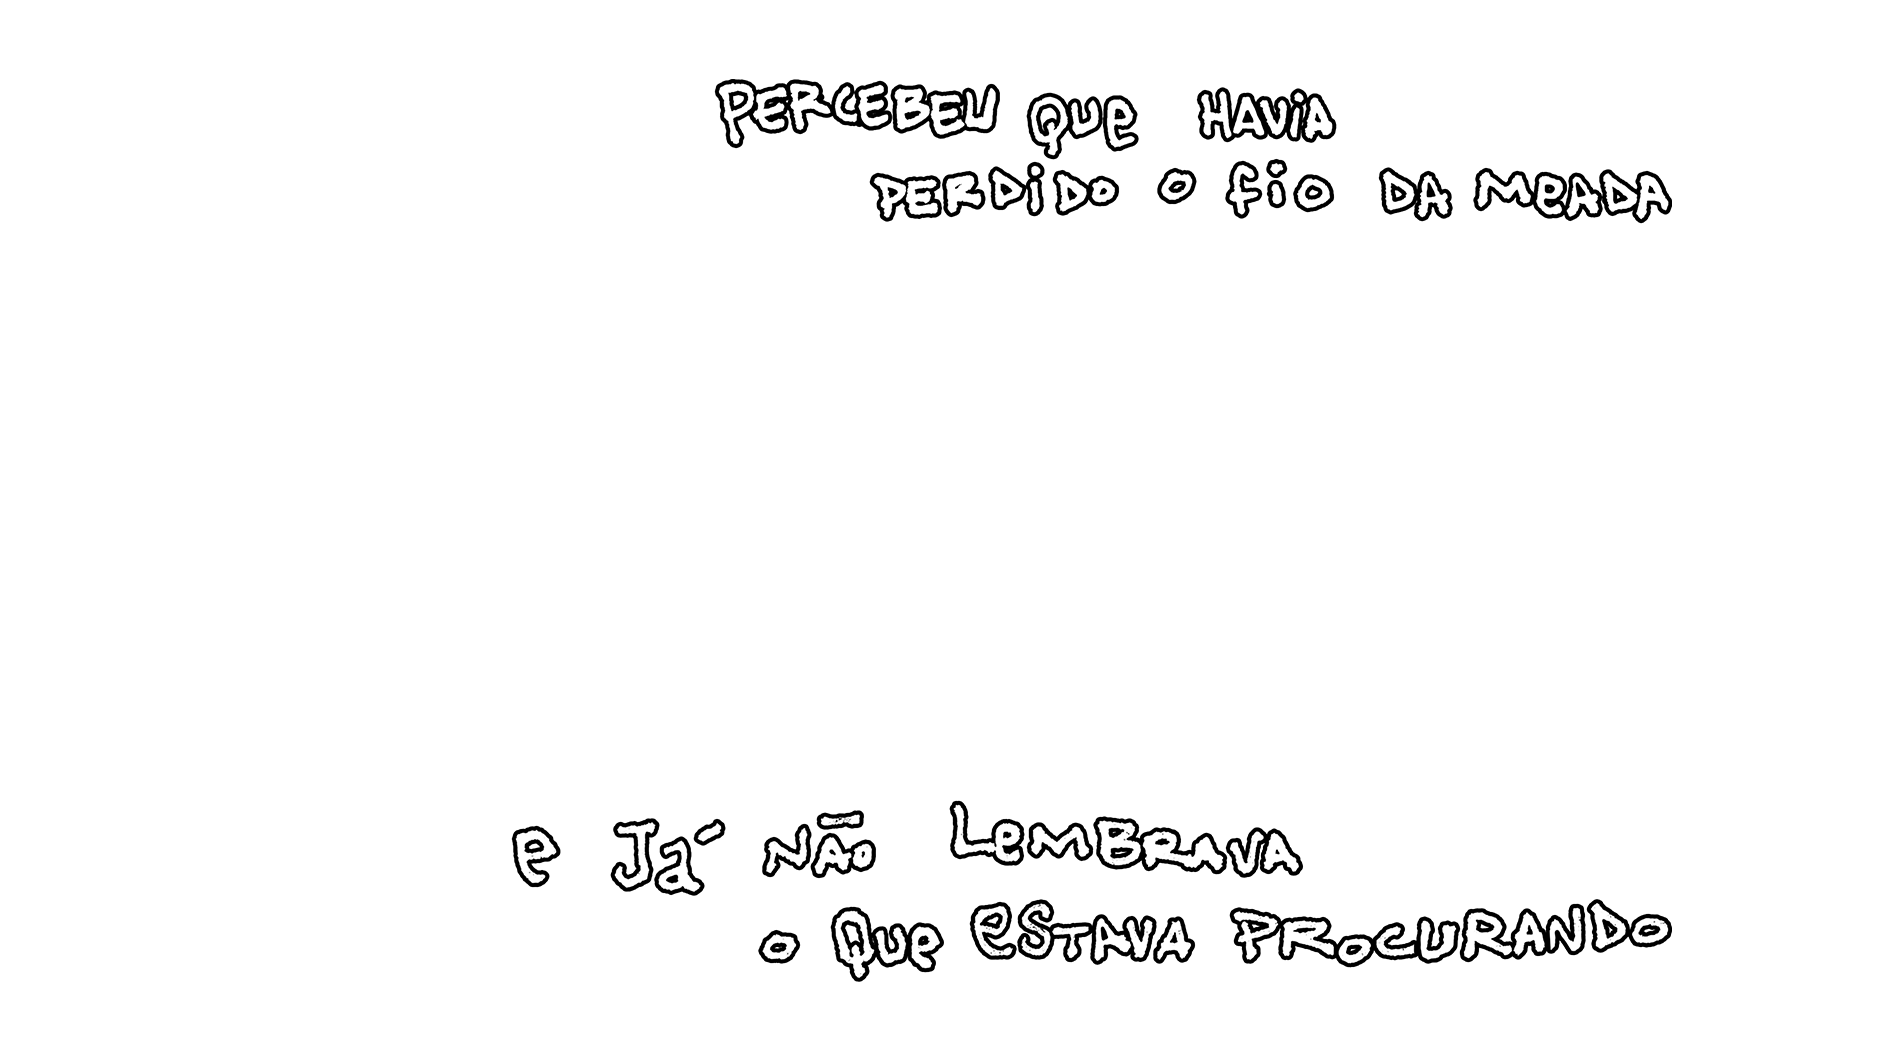 PERCEBEU QUE HAVIA
PERDIDO O FIO DA MEADA
E JÁ NÃO LEMBRAVA
O QUE ESTAVA PROCURANDO